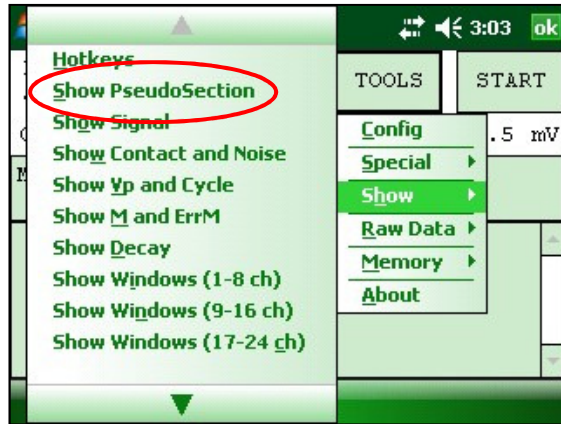 3:03 ok
Hotkeys
Show PseudoSection
Show Signal
Show Contact and Noise
Show Vp and Cycle
Show M and ErrM
Show Decay
Show Windows (1-8 ch)
Show Windows (9-16 ch)
Show Windows (17-24 ch)
TOOLS
START
.5 mV
Config
Special
Show
Raw Data
Memory
About